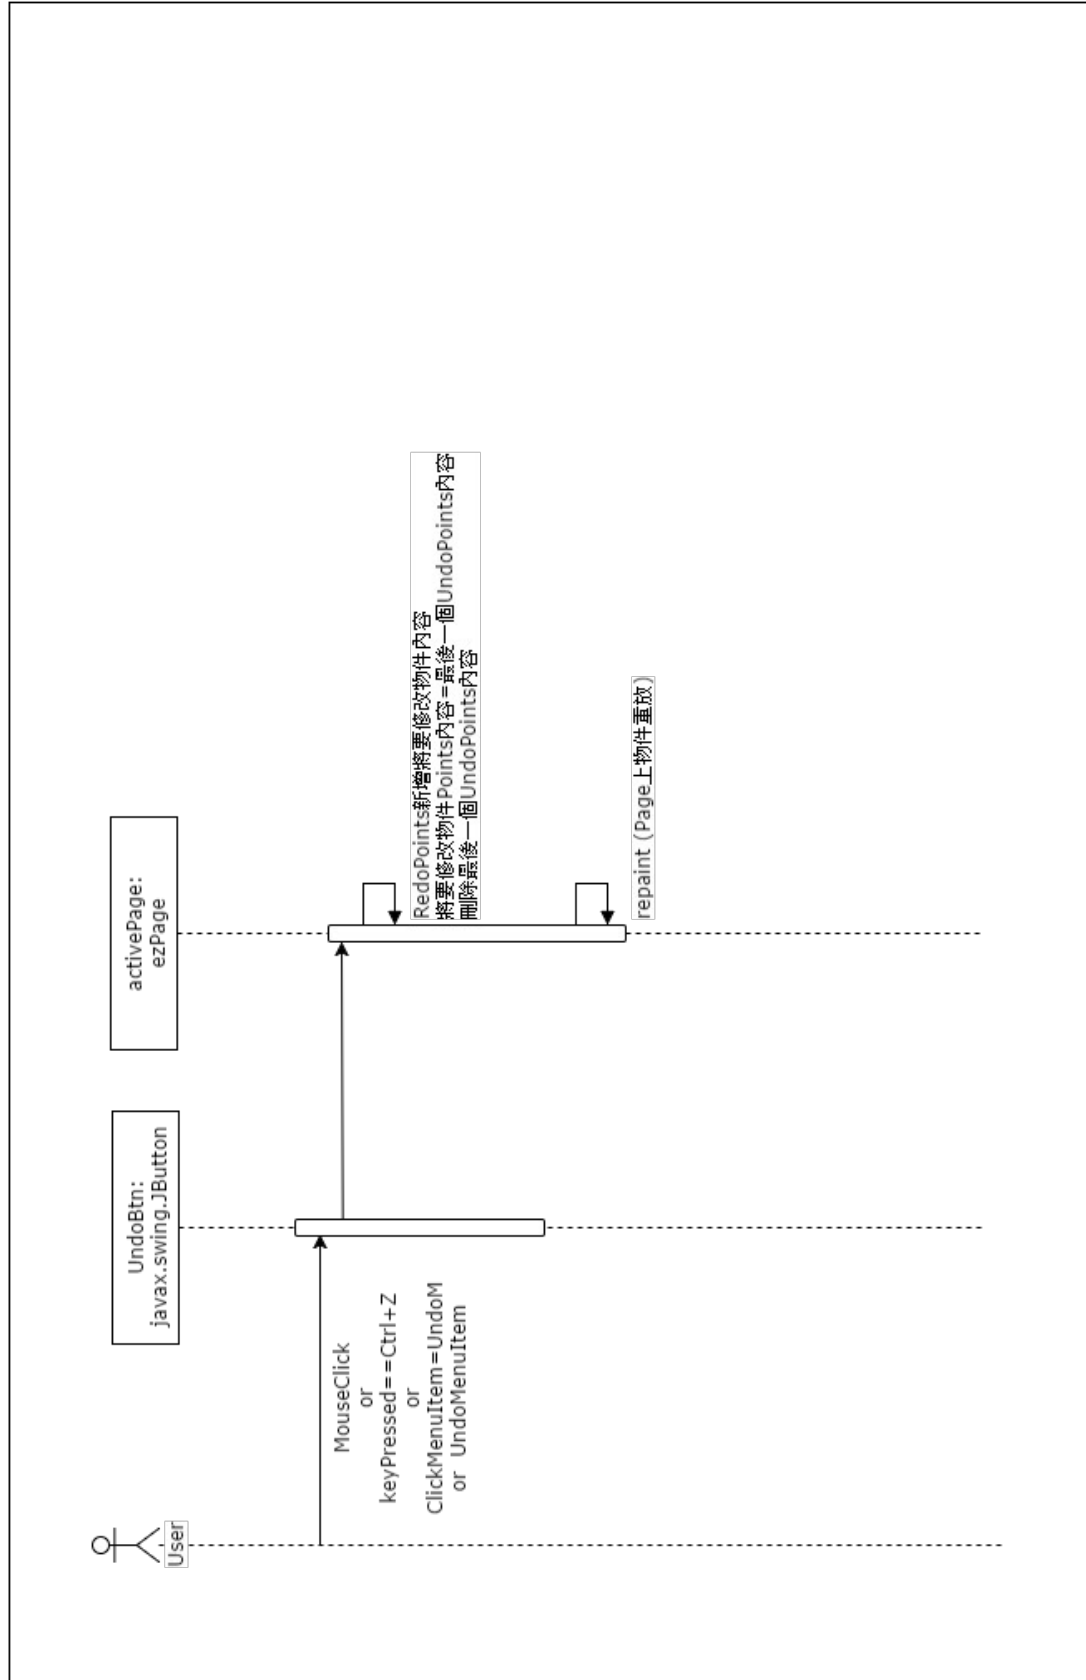 User
UndoBtn:
javax.swing.JButton
activePage:
ezPage
MouseClick
or
keyPressed==Ctrl+Z
or
ClickMenuItem=UndoM
or UndoMenuItem
RedoPoints新增將要修改物件內容
將要修改物件Points內容=最後一個UndoPoints內容
刪除最後一個UndoPoints內容
repaint (Page上物件重放)